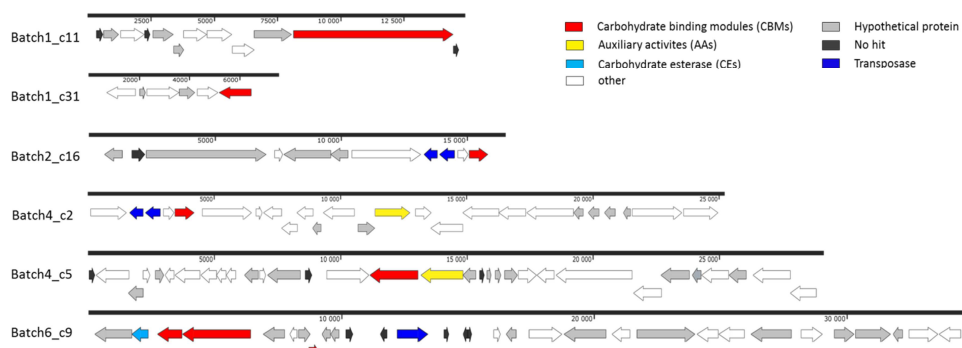 2500 5000 7500 10 000 12 500
Batch1_c11
2000 4000 6000
Batch1_c31
5000 10 000 15 000
Batch2_c16
5000 10 000 15 000 20 000 25 000
Batch4_c2
5000 10 000 15 000 20 000 25 000
Batch4_c5
10 000 20 000 30 000
Batch6_c9
Carbohydrate binding modules (CBMs)
Auxiliary activites (AAs)
Carbohydrate esterase (CEs)
other
Hypothetical protein
No hit
Transposase